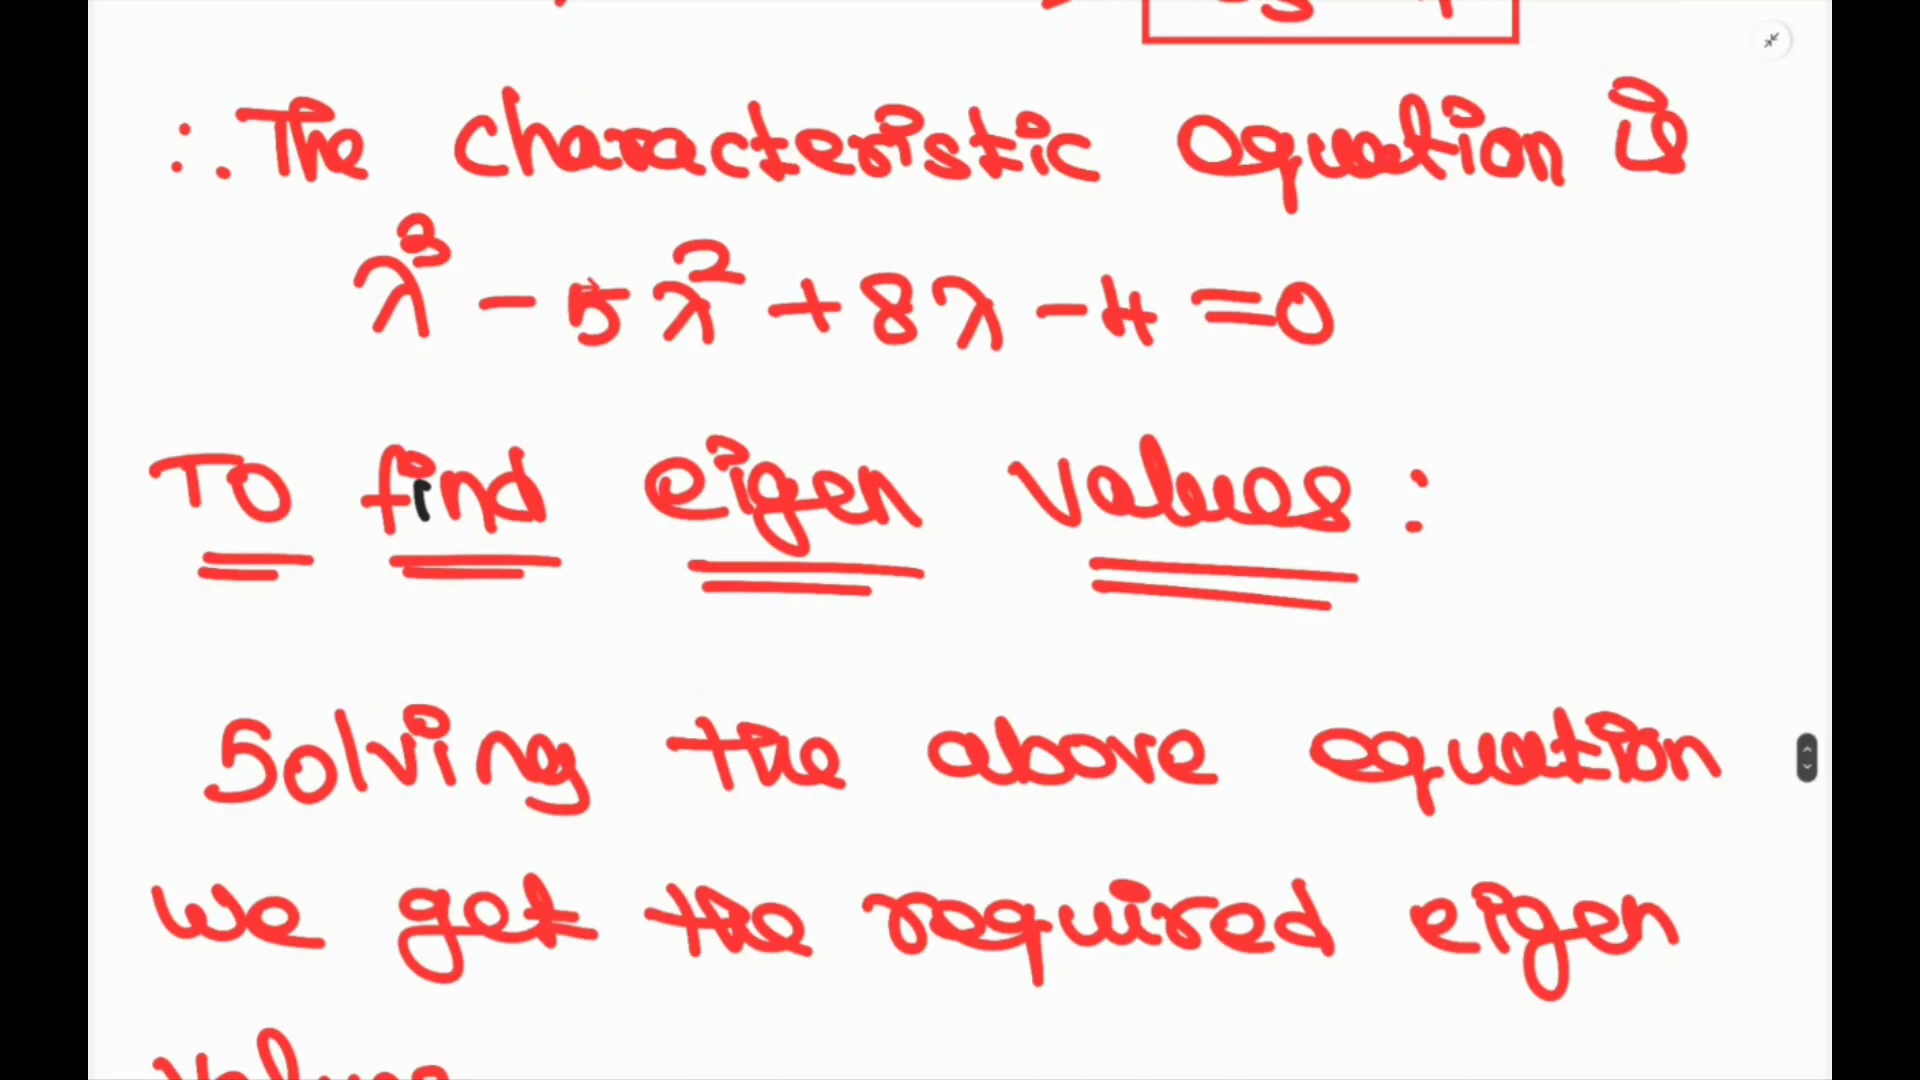 ∴ The characteristic equation is
λ³ - 5λ² + 8λ - 4 = 0
To find eigen values :
Solving the above equation
we get the required eigen
values